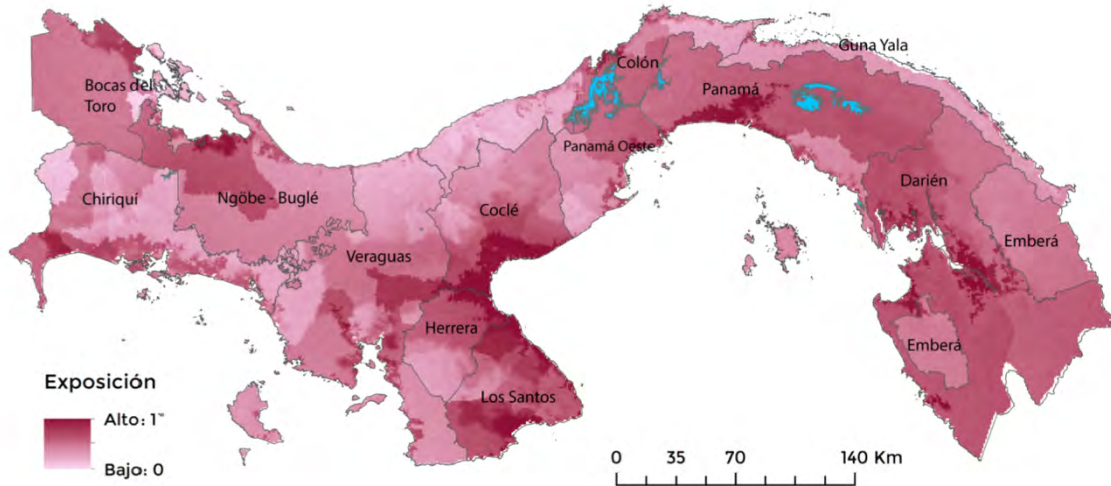 Guna Yala
Colón
Bocas del
Toro
Panamá
Panamá Oeste
Darién
Chiriquí
Ngöbe - Buglé
Coclé
Emberá
Veraguas
Herrera
Emberá
Los Santos
Exposición
Alto: 1
Bajo: 0
0 35 70 140 Km